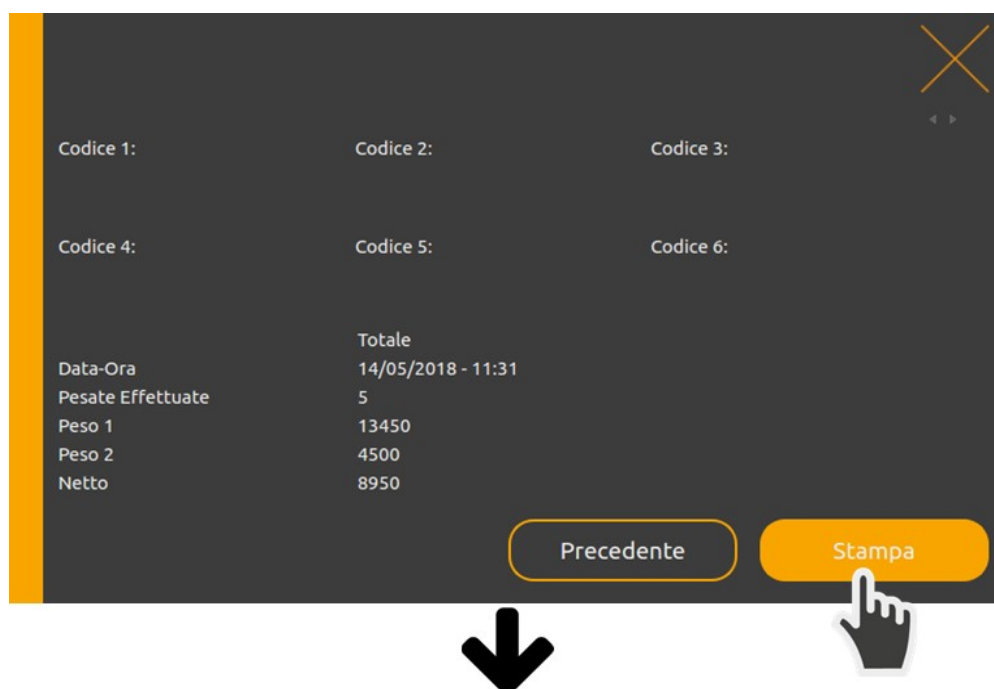 Codice 1: Codice 2: Codice 3:
Codice 4: Codice 5: Codice 6:
Totale
Data-Ora 14/05/2018 - 11:31
Pesate Effettuate 5
Peso 1 13450
Peso 2 4500
Netto 8950
Precedente Stampa